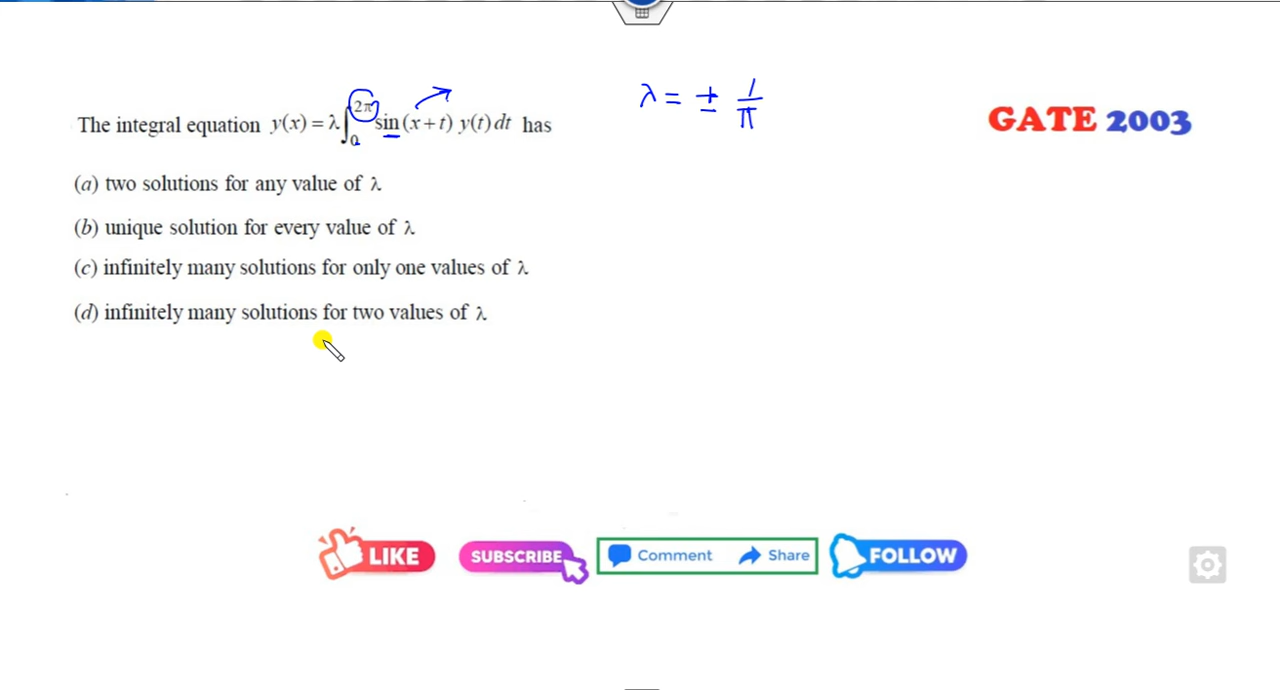 The integral equation y(x) = λ∫₀^{2π} sin(x+t) y(t) dt has
λ = ± 1/π
GATE 2003
(a) two solutions for any value of λ
(b) unique solution for every value of λ
(c) infinitely many solutions for only one values of λ
(d) infinitely many solutions for two values of λ
LIKE
SUBSCRIBE
Comment
Share
FOLLOW